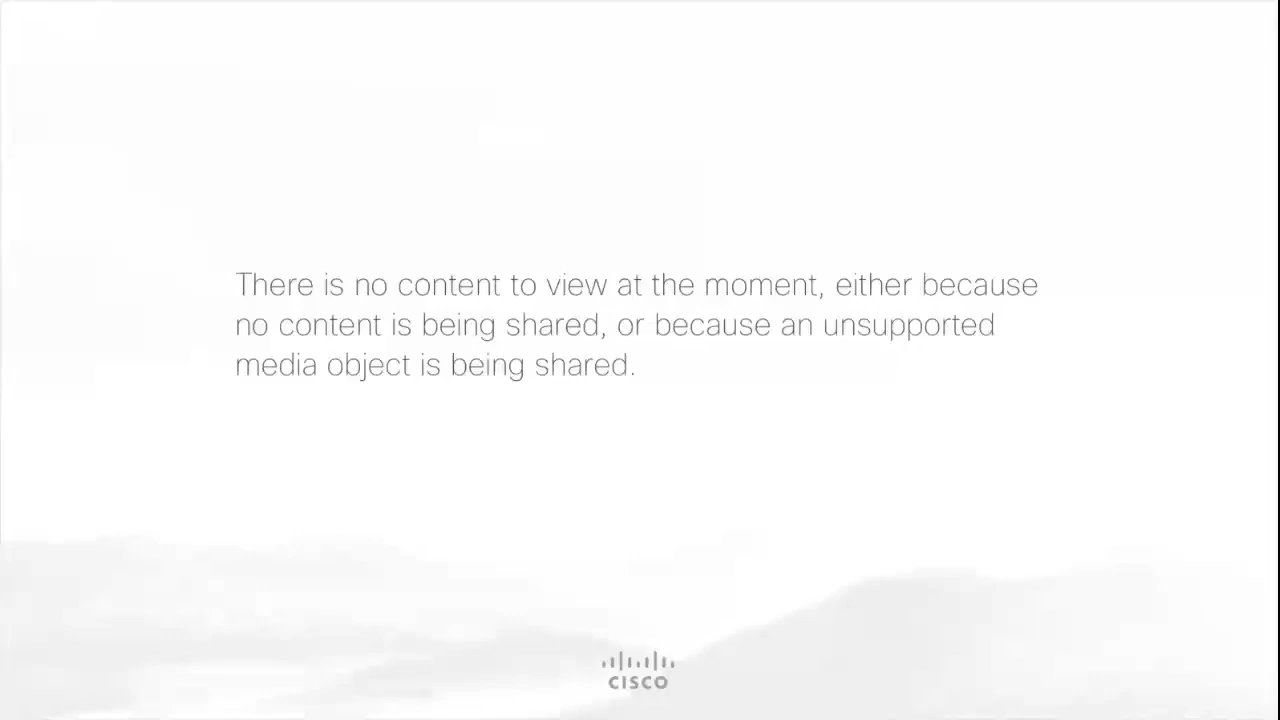 There is no content to view at the moment, either because
no content is being shared, or because an unsupported
media object is being shared.
CISCO